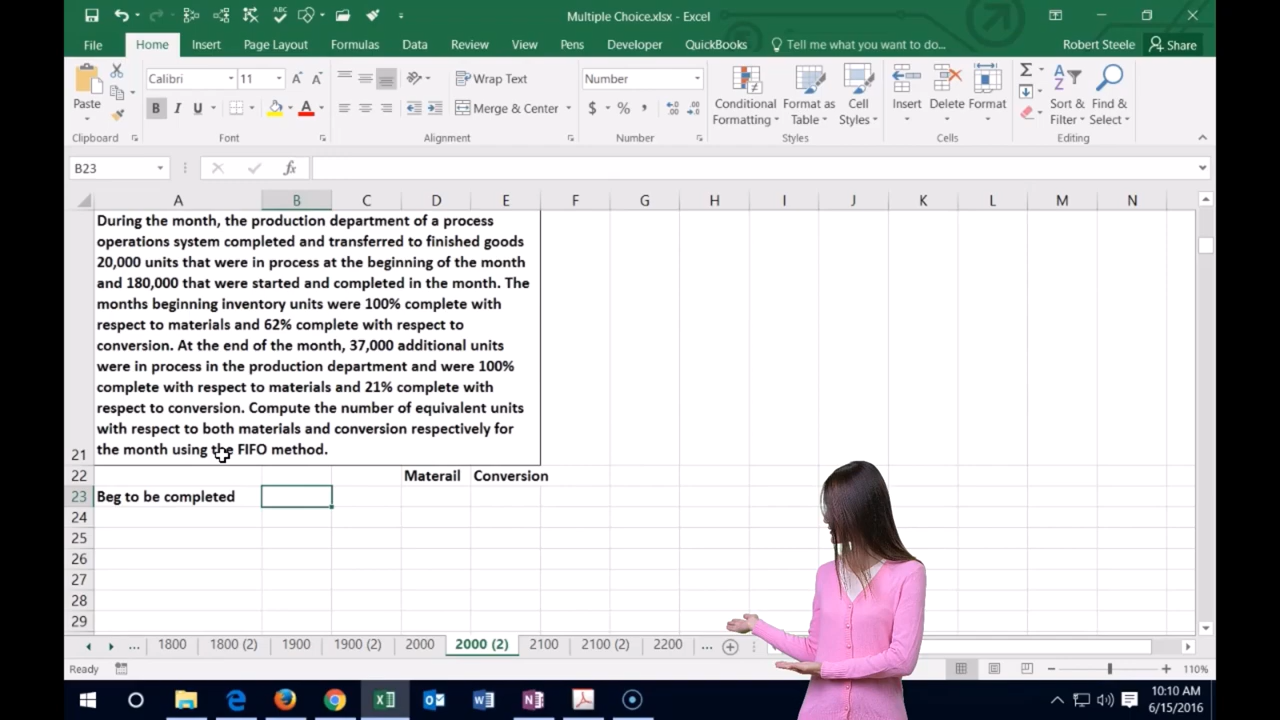 Multiple Choice.xlsx - Excel
File Home Insert Page Layout Formulas Data Review View Pens Developer QuickBooks Tell me what you want to do... Robert Steele Share
Paste
Calibri 11
B I U A
Wrap Text
Merge & Center
Number
$ % ,
Conditional Formatting
Format as Table
Cell Styles
Insert
Delete
Format
Sort & Filter
Find & Select
Clipboard Font Alignment Number Styles Cells Editing
B23 fx
A B C D E F G H I J K L M N
During the month, the production department of a process
operations system completed and transferred to finished goods
20,000 units that were in process at the beginning of the month
and 180,000 that were started and completed in the month. The
months beginning inventory units were 100% complete with
respect to materials and 62% complete with respect to
conversion. At the end of the month, 37,000 additional units
were in process in the production department and were 100%
complete with respect to materials and 21% complete with
respect to conversion. Compute the number of equivalent units
with respect to both materials and conversion respectively for
21 the month using the FIFO method.
22 Materail Conversion
23 Beg to be completed
24
25
26
27
28
29
... 1800 1800 (2) 1900 1900 (2) 2000 2000 (2) 2100 2100 (2) 2200 ...
Ready 110%
10:10 AM
6/15/2016